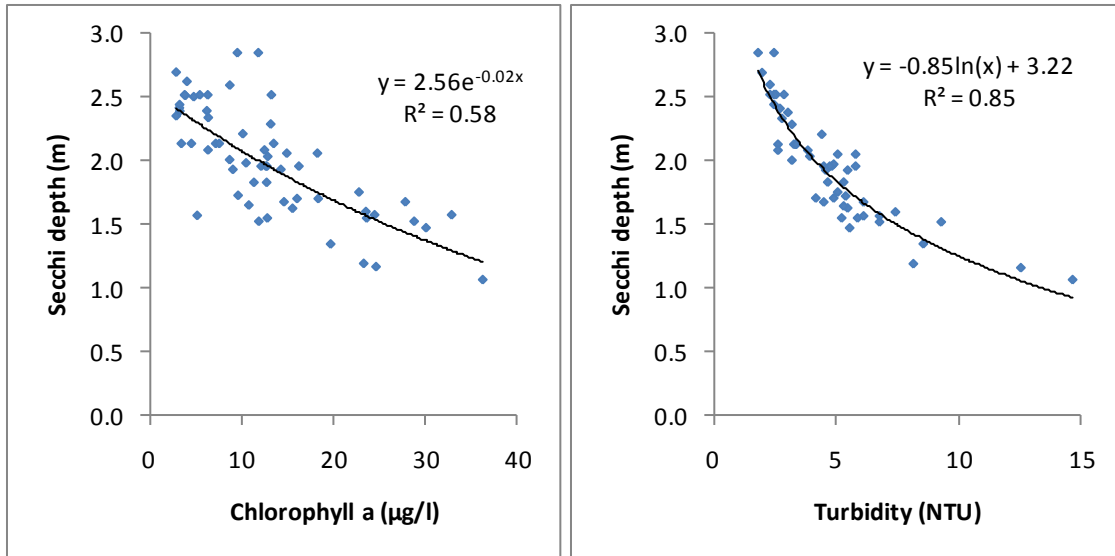 3.0
2.5
2.0
1.5
1.0
0.5
0.0
Secchi depth (m)
y = 2.56e^-0.02x
R² = 0.58
0 10 20 30 40
Chlorophyll a (µg/l)
3.0
2.5
2.0
1.5
1.0
0.5
0.0
Secchi depth (m)
y = -0.85ln(x) + 3.22
R² = 0.85
0 5 10 15
Turbidity (NTU)